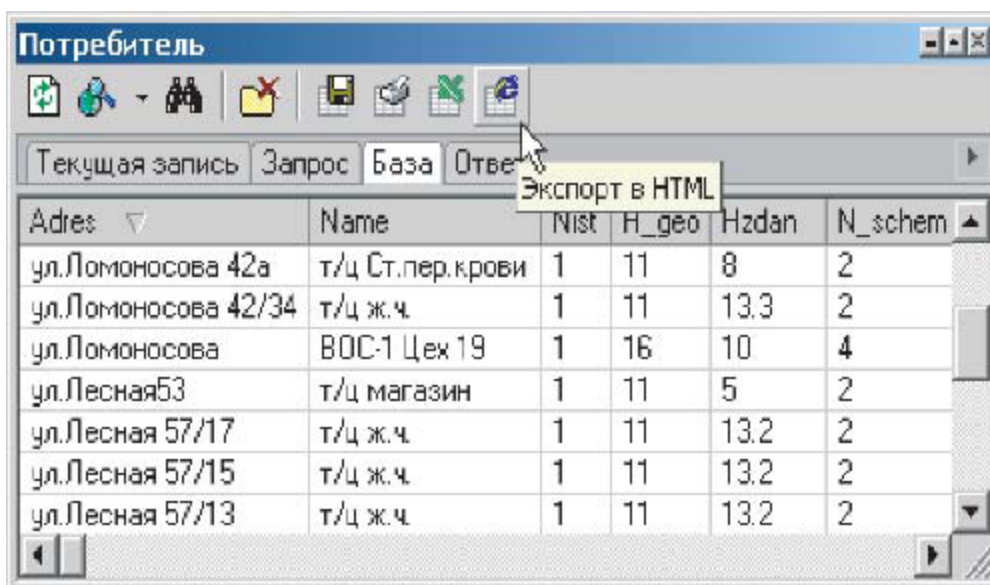 Потребитель
Текущая запись Запрос База Ответ
Экспорт в HTML
Adres Name Nist H_geo Hzdan N_schem
ул.Ломоносова 42а т/ц Ст.пер.крови 1 11 8 2
ул.Ломоносова 42/34 т/ц ж.ч. 1 11 13.3 2
ул.Ломоносова ВОС-1 Цех 19 1 16 10 4
ул.Лесная53 т/ц магазин 1 11 5 2
ул.Лесная 57/17 т/ц ж.ч. 1 11 13.2 2
ул.Лесная 57/15 т/ц ж.ч. 1 11 13.2 2
ул.Лесная 57/13 т/ц ж.ч. 1 11 13.2 2